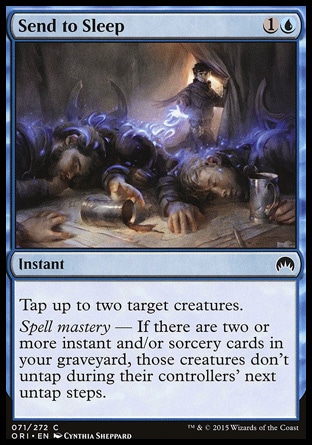 Send to Sleep 1
Instant
Tap up to two target creatures.
Spell mastery — If there are two or
more instant and/or sorcery cards in
your graveyard, those creatures don't
untap during their controllers' next
untap steps.
071/272 C
ORI • EN Cynthia Sheppard
™ & © 2015 Wizards of the Coast